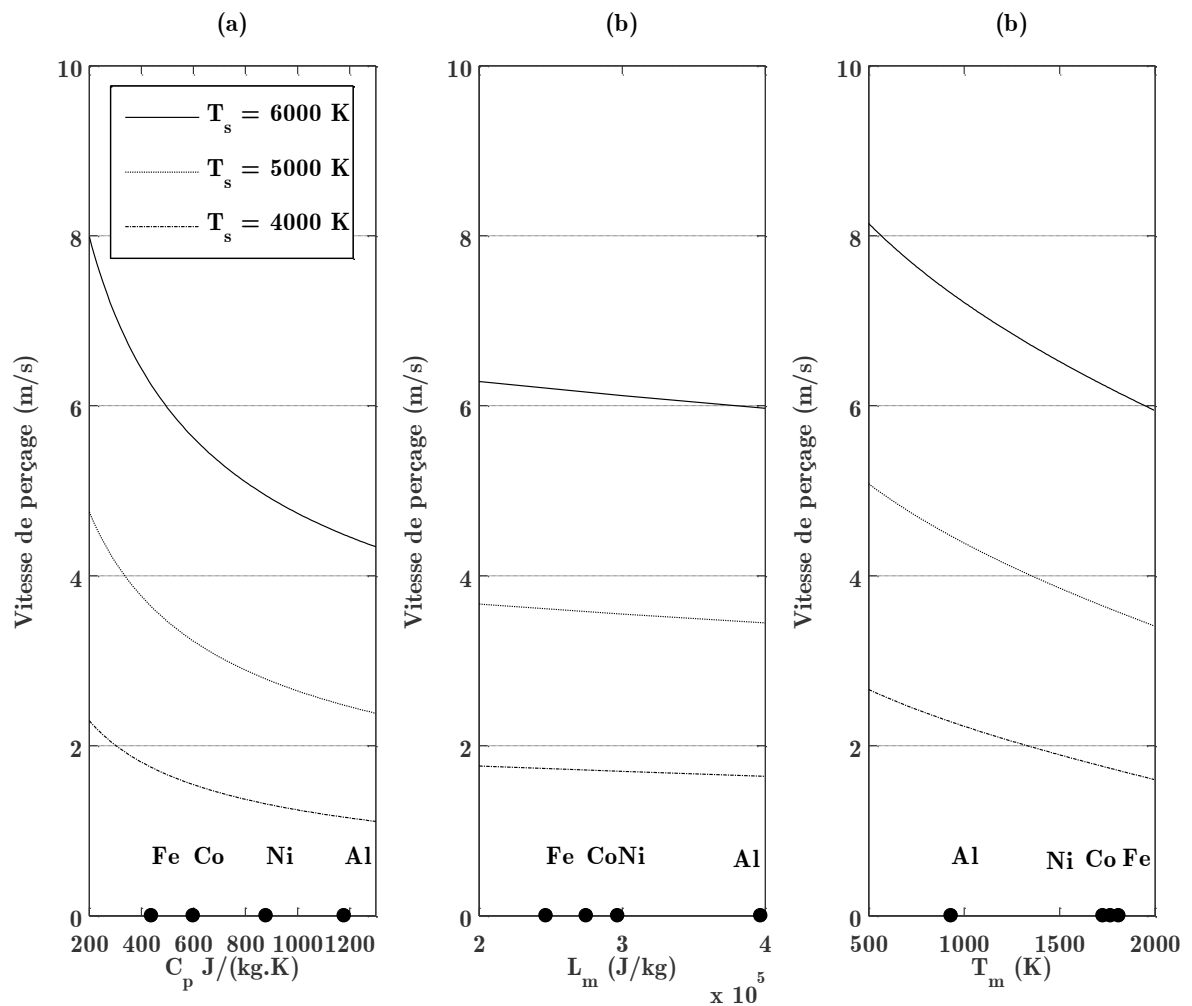 (a)
(b)
(b)
10
8
6
4
2
0
Vitesse de perçage (m/s)
T_s = 6000 K
T_s = 5000 K
T_s = 4000 K
Fe Co Ni Al
200 400 600 800 1000 1200
C_p J/(kg.K)
10
8
6
4
2
0
Vitesse de perçage (m/s)
Fe Co Ni Al
2 3 4
L_m (J/kg)
x 10^5
10
8
6
4
2
0
Vitesse de perçage (m/s)
Al Ni Co Fe
500 1000 1500 2000
T_m (K)